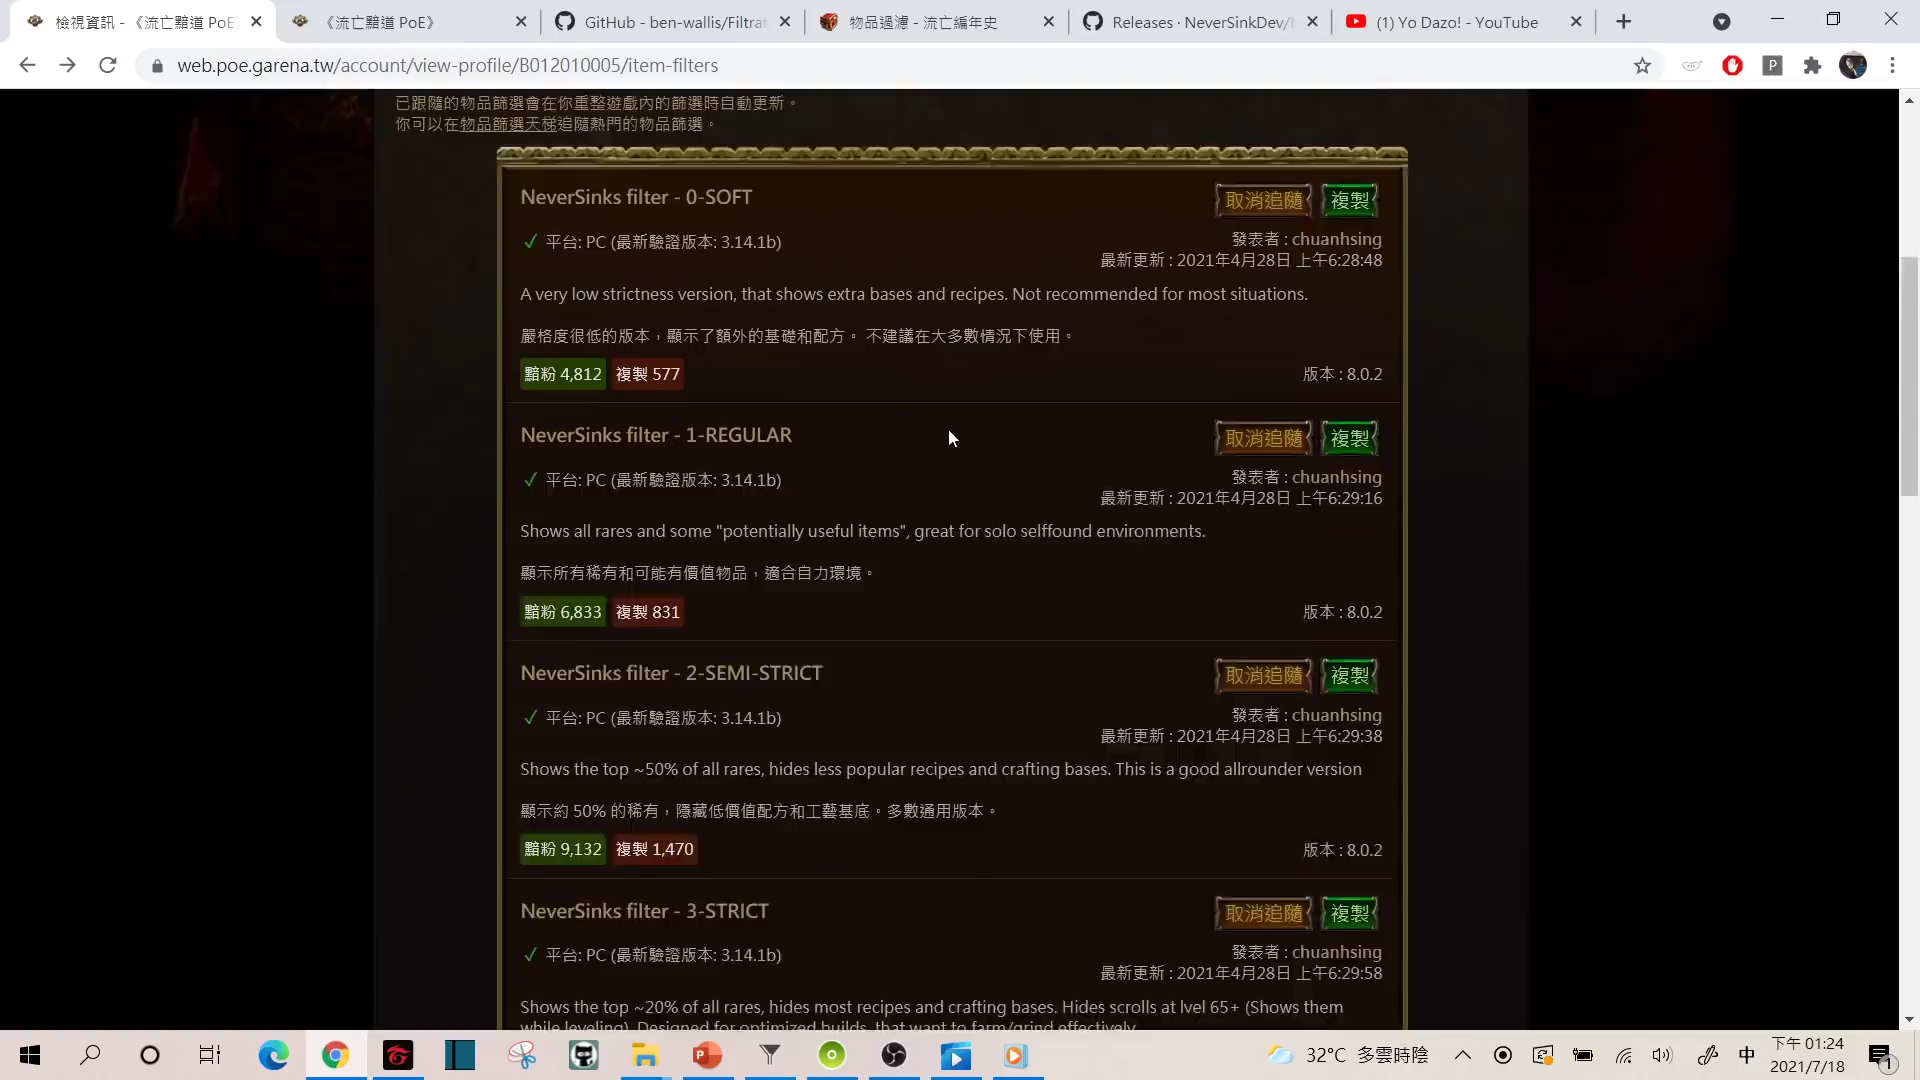 檢視資訊 - 《流亡黯道 PoE
《流亡黯道 PoE》
GitHub - ben-wallis/Filtrat
物品過濾 - 流亡編年史
Releases · NeverSinkDev/
(1) Yo Dazo! - YouTube
web.poe.garena.tw/account/view-profile/B012010005/item-filters
已跟隨的物品篩選會在你重整遊戲內的篩選時自動更新。
你可以在物品篩選天梯追隨熱門的物品篩選。
NeverSinks filter - 0-SOFT
取消追隨 複製
✓ 平台: PC (最新驗證版本: 3.14.1b)
發表者 : chuanhsing
最新更新 : 2021年4月28日 上午6:28:48
A very low strictness version, that shows extra bases and recipes. Not recommended for most situations.
嚴格度很低的版本，顯示了額外的基礎和配方。 不建議在大多數情況下使用。
黯粉 4,812 複製 577
版本 : 8.0.2
NeverSinks filter - 1-REGULAR
取消追隨 複製
✓ 平台: PC (最新驗證版本: 3.14.1b)
發表者 : chuanhsing
最新更新 : 2021年4月28日 上午6:29:16
Shows all rares and some "potentially useful items", great for solo selffound environments.
顯示所有稀有和可能有價值物品，適合自力環境。
黯粉 6,833 複製 831
版本 : 8.0.2
NeverSinks filter - 2-SEMI-STRICT
取消追隨 複製
✓ 平台: PC (最新驗證版本: 3.14.1b)
發表者 : chuanhsing
最新更新 : 2021年4月28日 上午6:29:38
Shows the top ~50% of all rares, hides less popular recipes and crafting bases. This is a good allrounder version
顯示約 50% 的稀有，隱藏低價值配方和工藝基底。多數通用版本。
黯粉 9,132 複製 1,470
版本 : 8.0.2
NeverSinks filter - 3-STRICT
取消追隨 複製
✓ 平台: PC (最新驗證版本: 3.14.1b)
發表者 : chuanhsing
最新更新 : 2021年4月28日 上午6:29:58
Shows the top ~20% of all rares, hides most recipes and crafting bases. Hides scrolls at lvel 65+ (Shows them
while leveling). Designed for optimized builds, that want to farm/grind effectively
32°C 多雲時陰
中
下午 01:24
2021/7/18
1